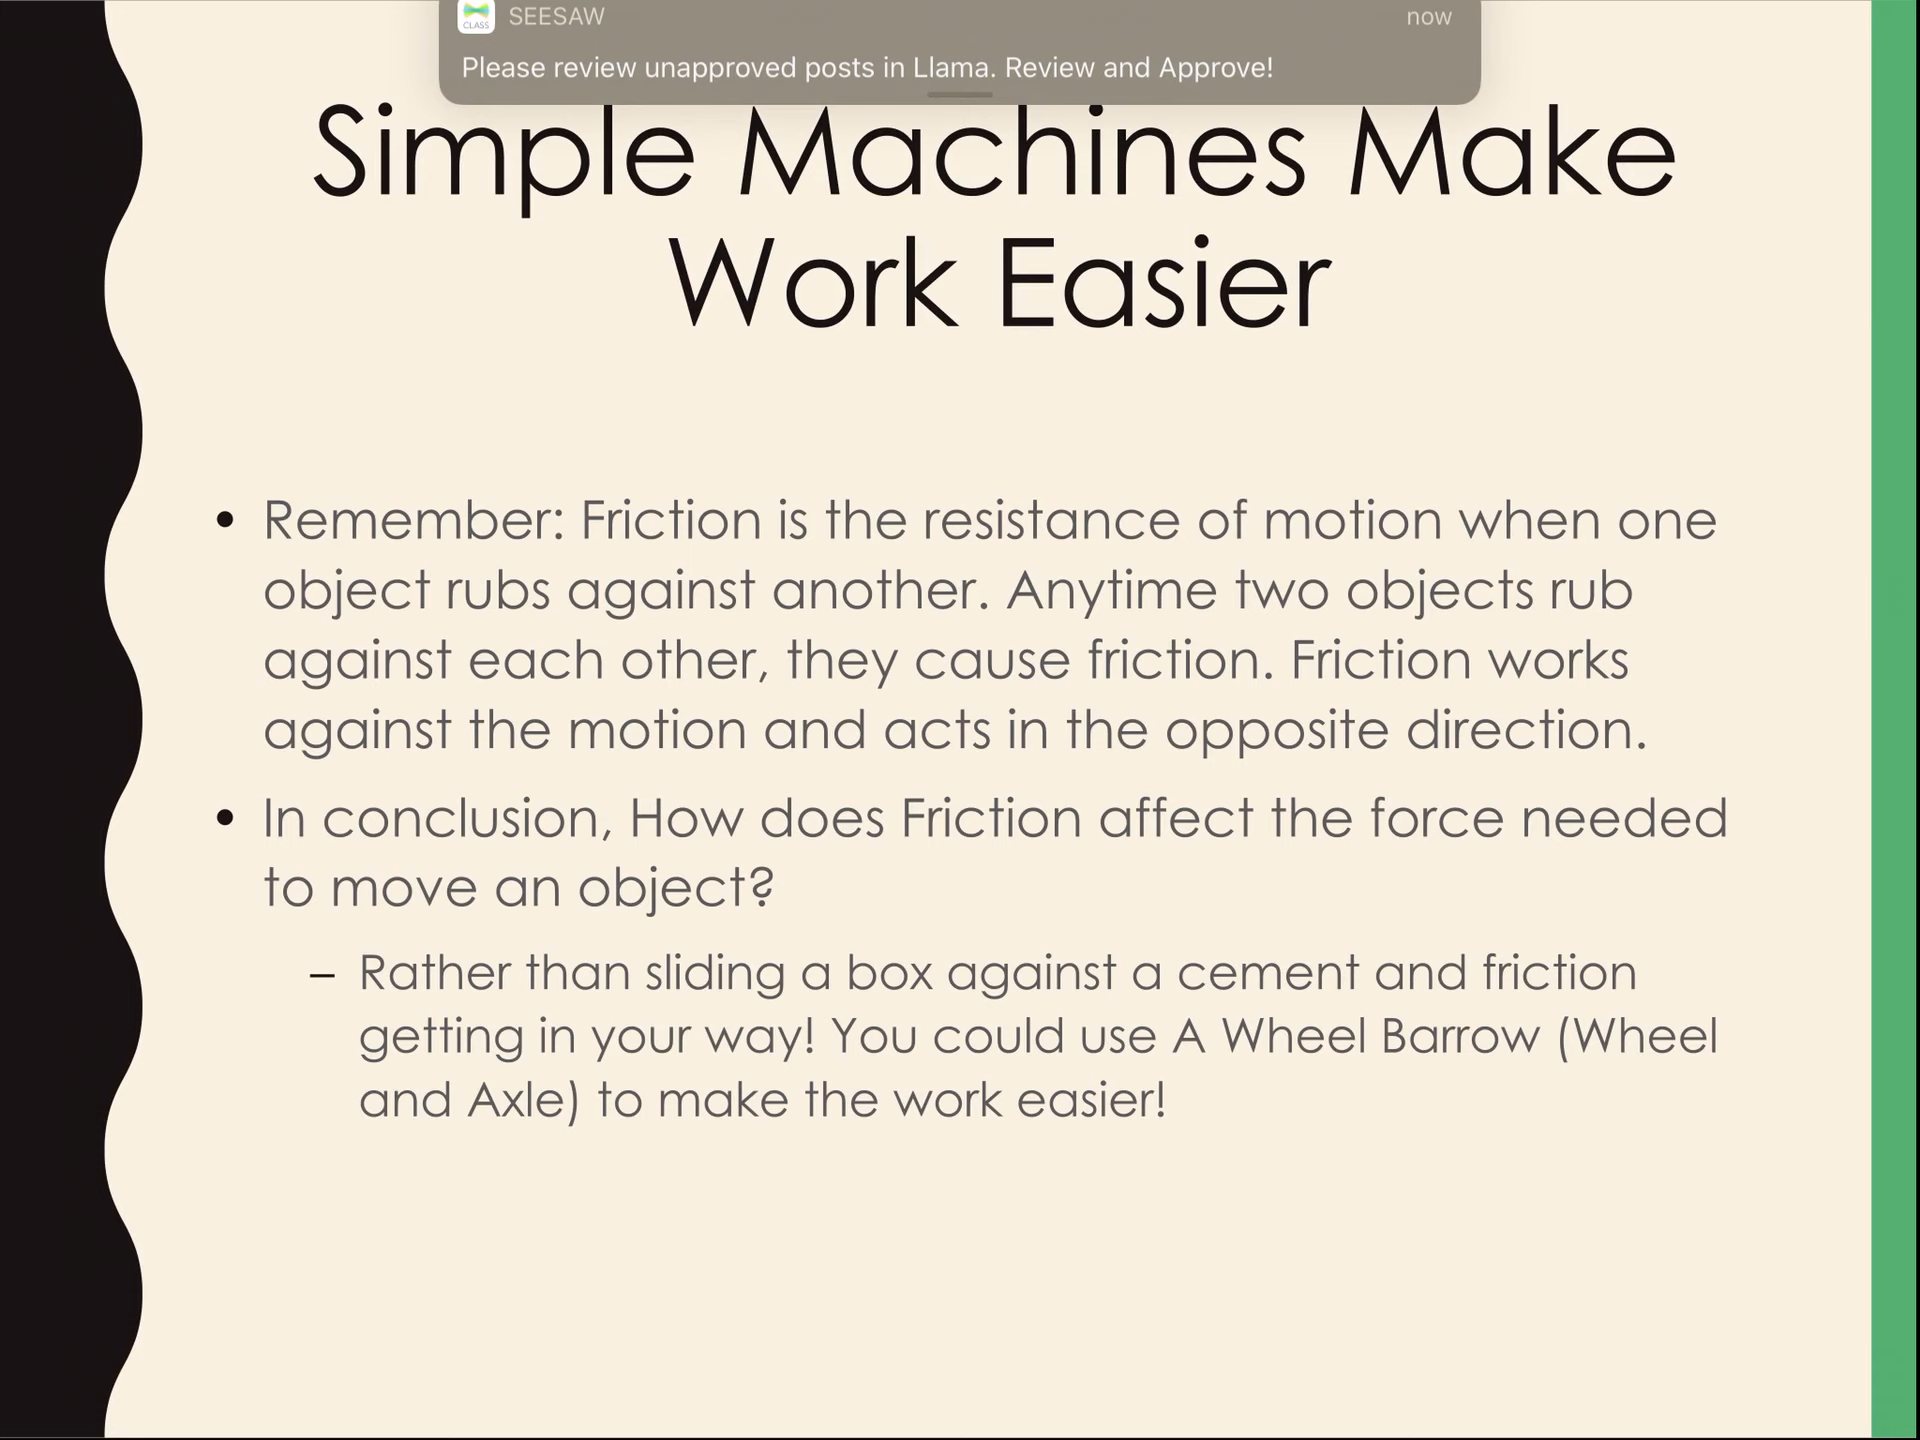 CLASS
SEESAW
now
Please review unapproved posts in Llama. Review and Approve!
Simple Machines Make
Work Easier
• Remember: Friction is the resistance of motion when one
object rubs against another. Anytime two objects rub
against each other, they cause friction. Friction works
against the motion and acts in the opposite direction.
• In conclusion, How does Friction affect the force needed
to move an object?
– Rather than sliding a box against a cement and friction
getting in your way! You could use A Wheel Barrow (Wheel
and Axle) to make the work easier!